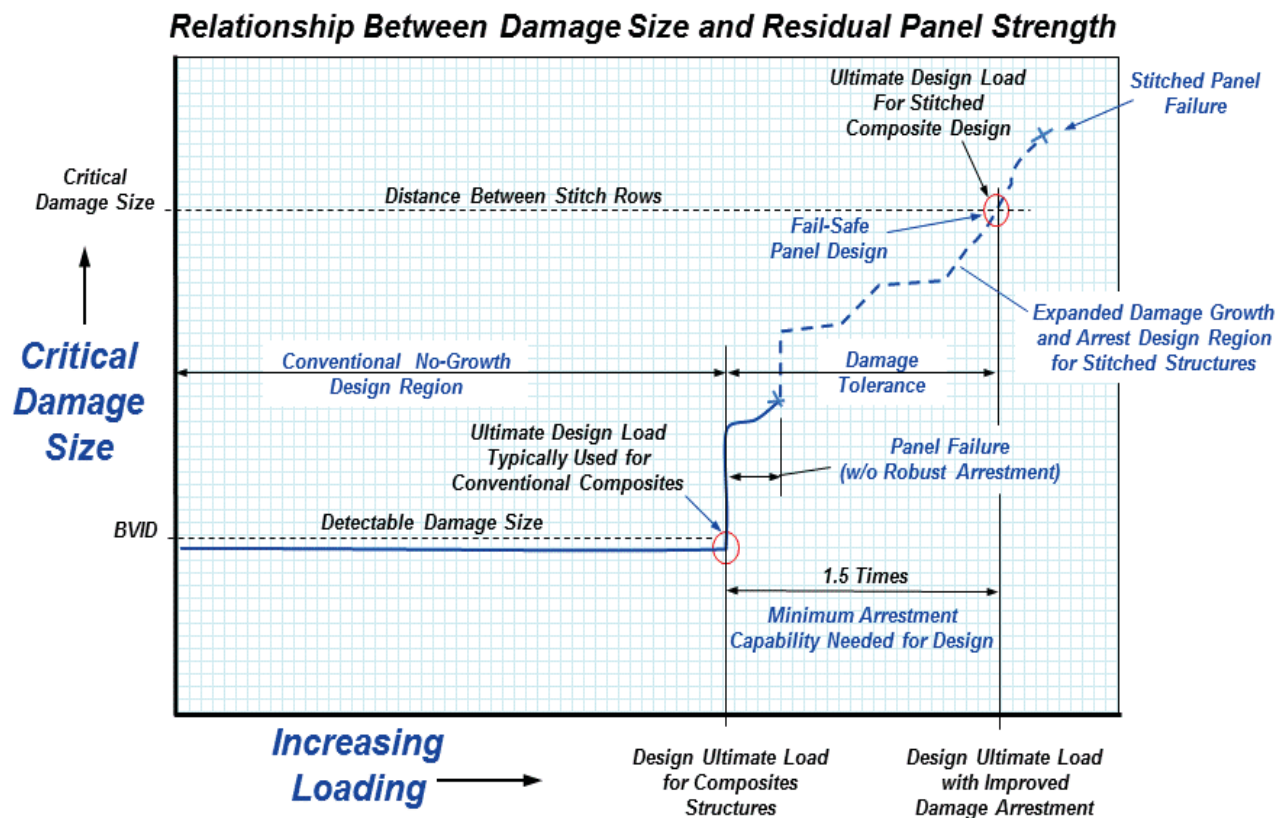 Relationship Between Damage Size and Residual Panel Strength
Ultimate Design Load
For Stitched
Composite Design
Stitched Panel
Failure
Critical
Damage Size
Distance Between Stitch Rows
Fail-Safe
Panel Design
Expanded Damage Growth
and Arrest Design Region
for Stitched Structures
Critical
Damage
Size
Conventional No-Growth
Design Region
Damage
Tolerance
Ultimate Design Load
Typically Used for
Conventional Composites
Panel Failure
(w/o Robust Arrestment)
BVID
Detectable Damage Size
1.5 Times
Minimum Arrestment
Capability Needed for Design
Increasing
Loading
Design Ultimate Load
for Composites
Structures
Design Ultimate Load
with Improved
Damage Arrestment